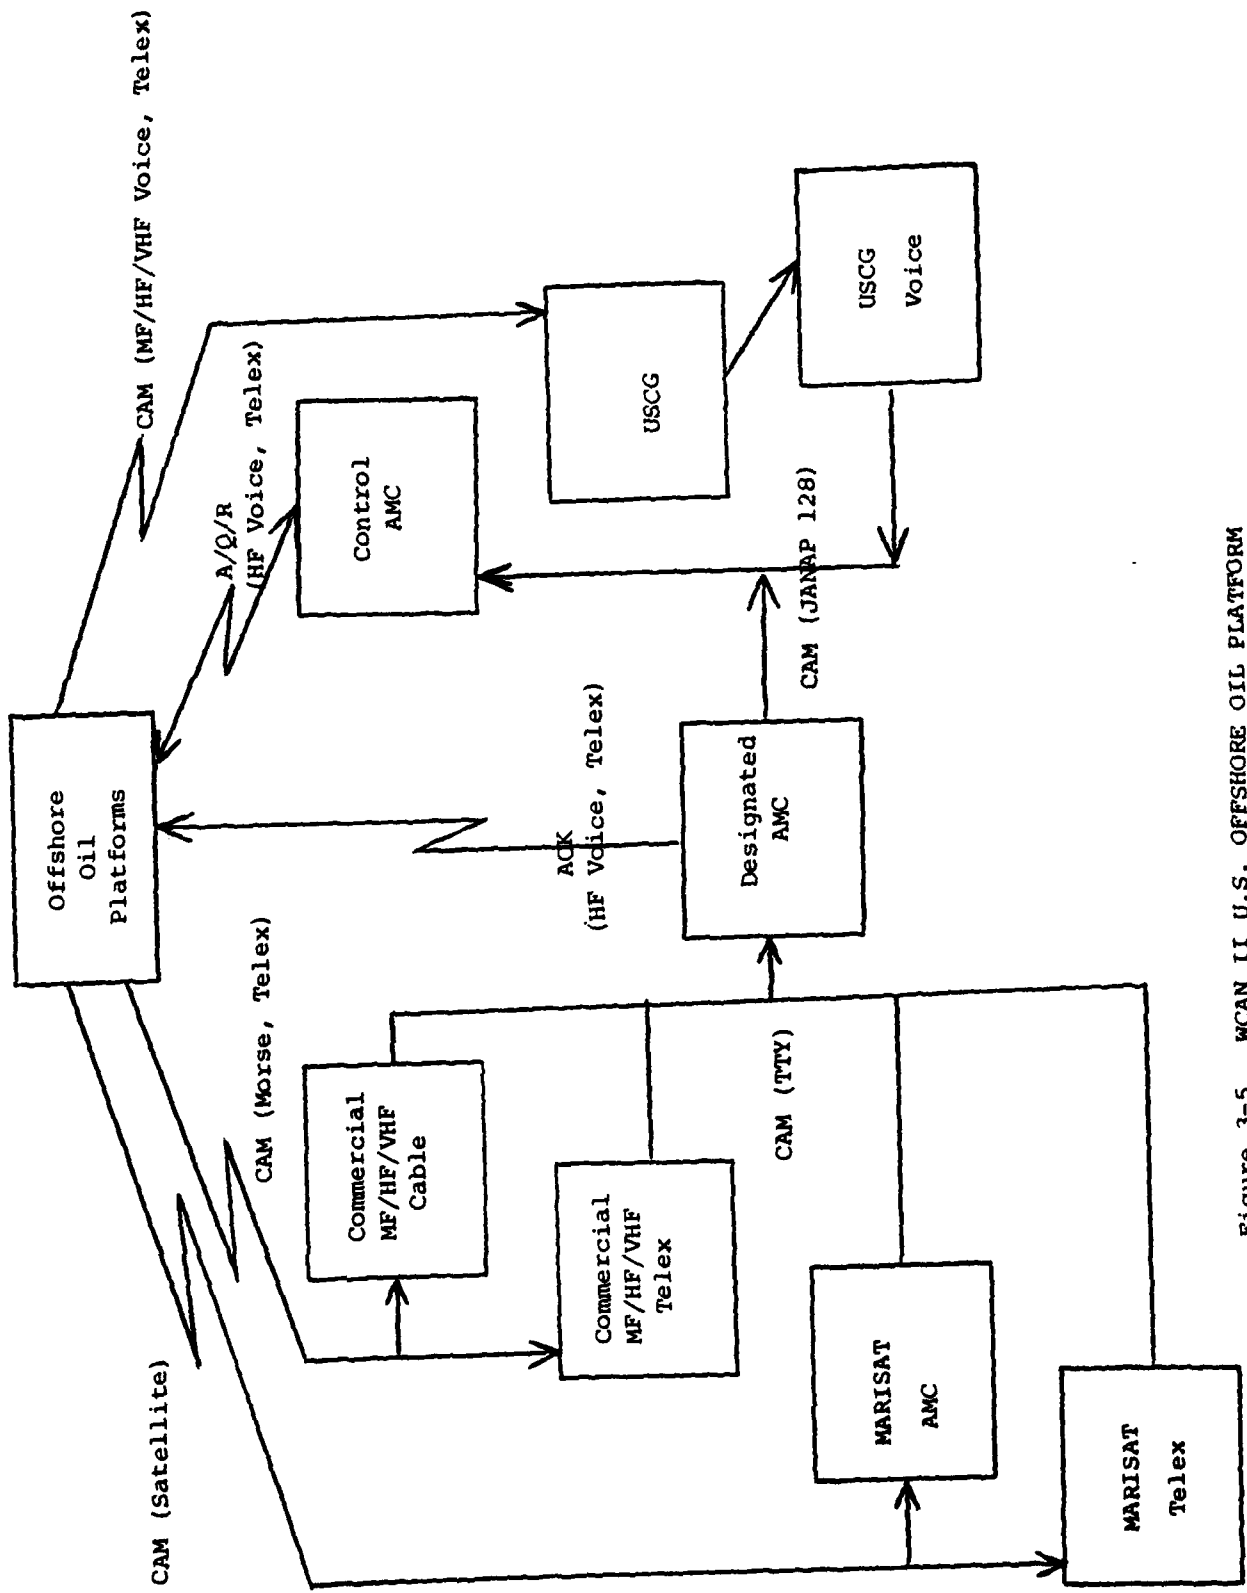 CAM (Satellite)
Offshore
Oil
Platforms
CAM (MF/HF/VHF Voice, Telex)
CAM (Morse, Telex)
A/Q/R
(HF Voice, Telex)
Commercial
MF/HF/VHF
Cable
ACK
(HF Voice, Telex)
Control
AMC
Commercial
MF/HF/VHF
Telex
Designated
AMC
USCG
CAM (TTY)
CAM (JANAP 128)
MARISAT
AMC
USCG
Voice
MARISAT
Telex
Figure 3-5 WCAN II U.S. OFFSHORE OIL PLATFORM